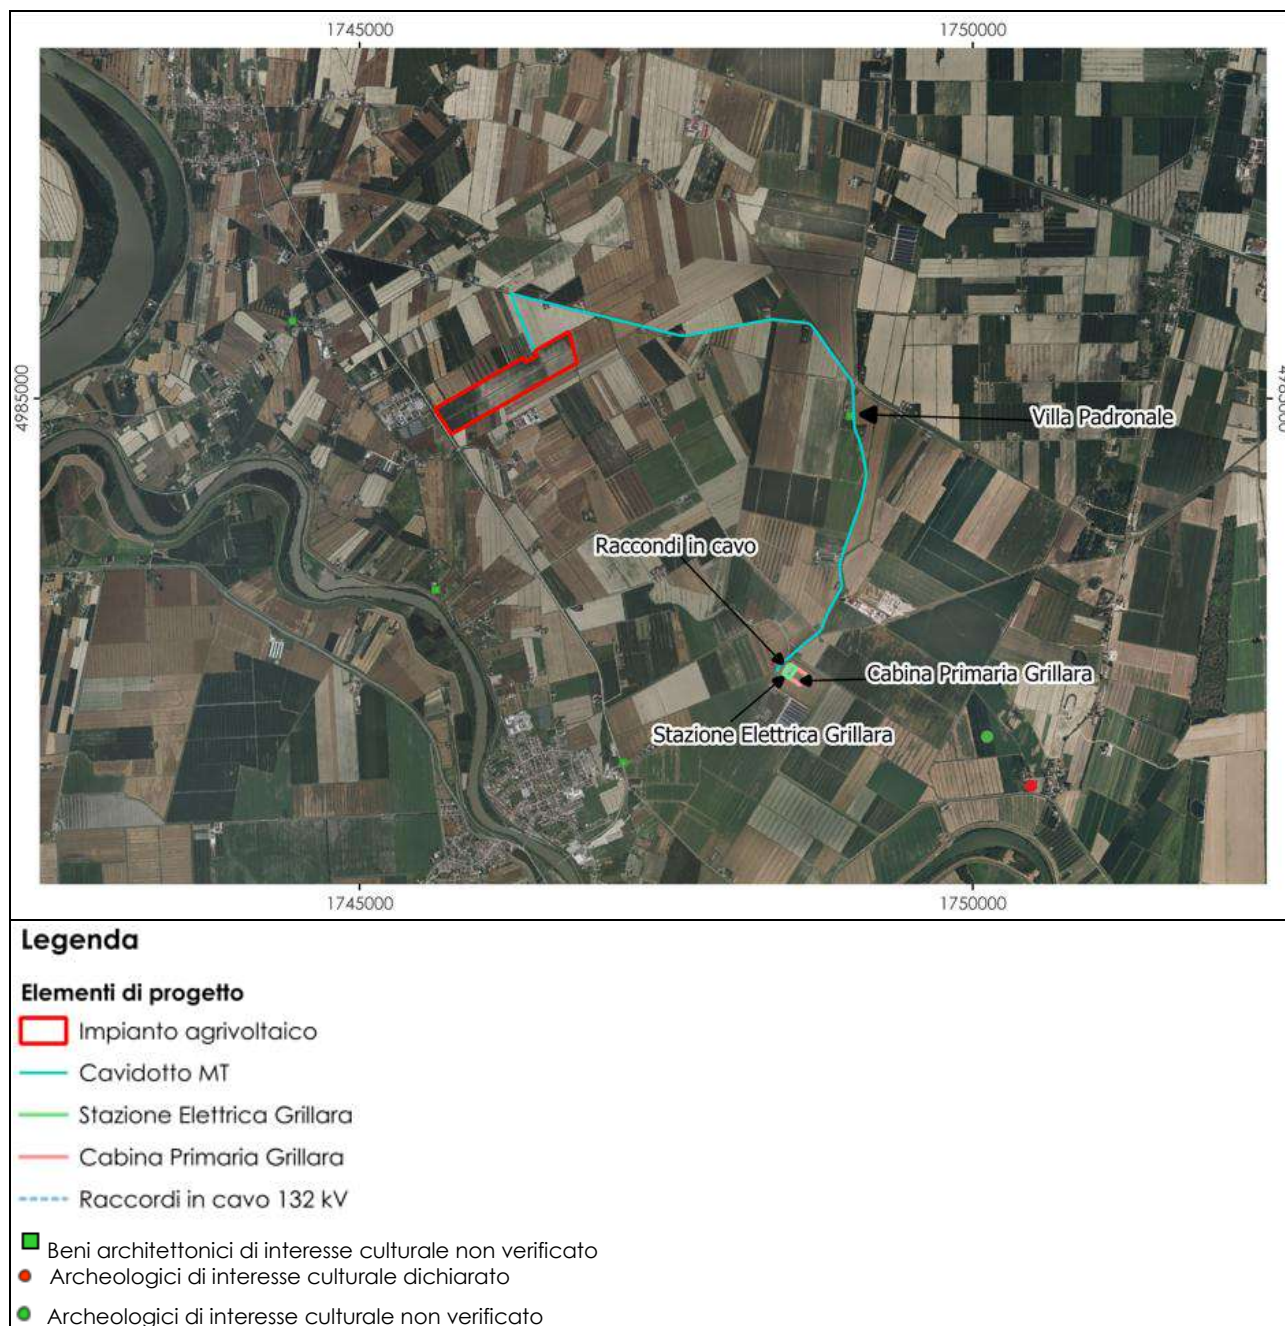 1745000 1750000
4985000
4985000
Villa Padronale
Raccondi in cavo
Cabina Primaria Grillara
Stazione Elettrica Grillara
1745000 1750000
Legenda
Elementi di progetto
Impianto agrivoltaico
Cavidotto MT
Stazione Elettrica Grillara
Cabina Primaria Grillara
Raccordi in cavo 132 kV
Beni architettonici di interesse culturale non verificato
Archeologici di interesse culturale dichiarato
Archeologici di interesse culturale non verificato